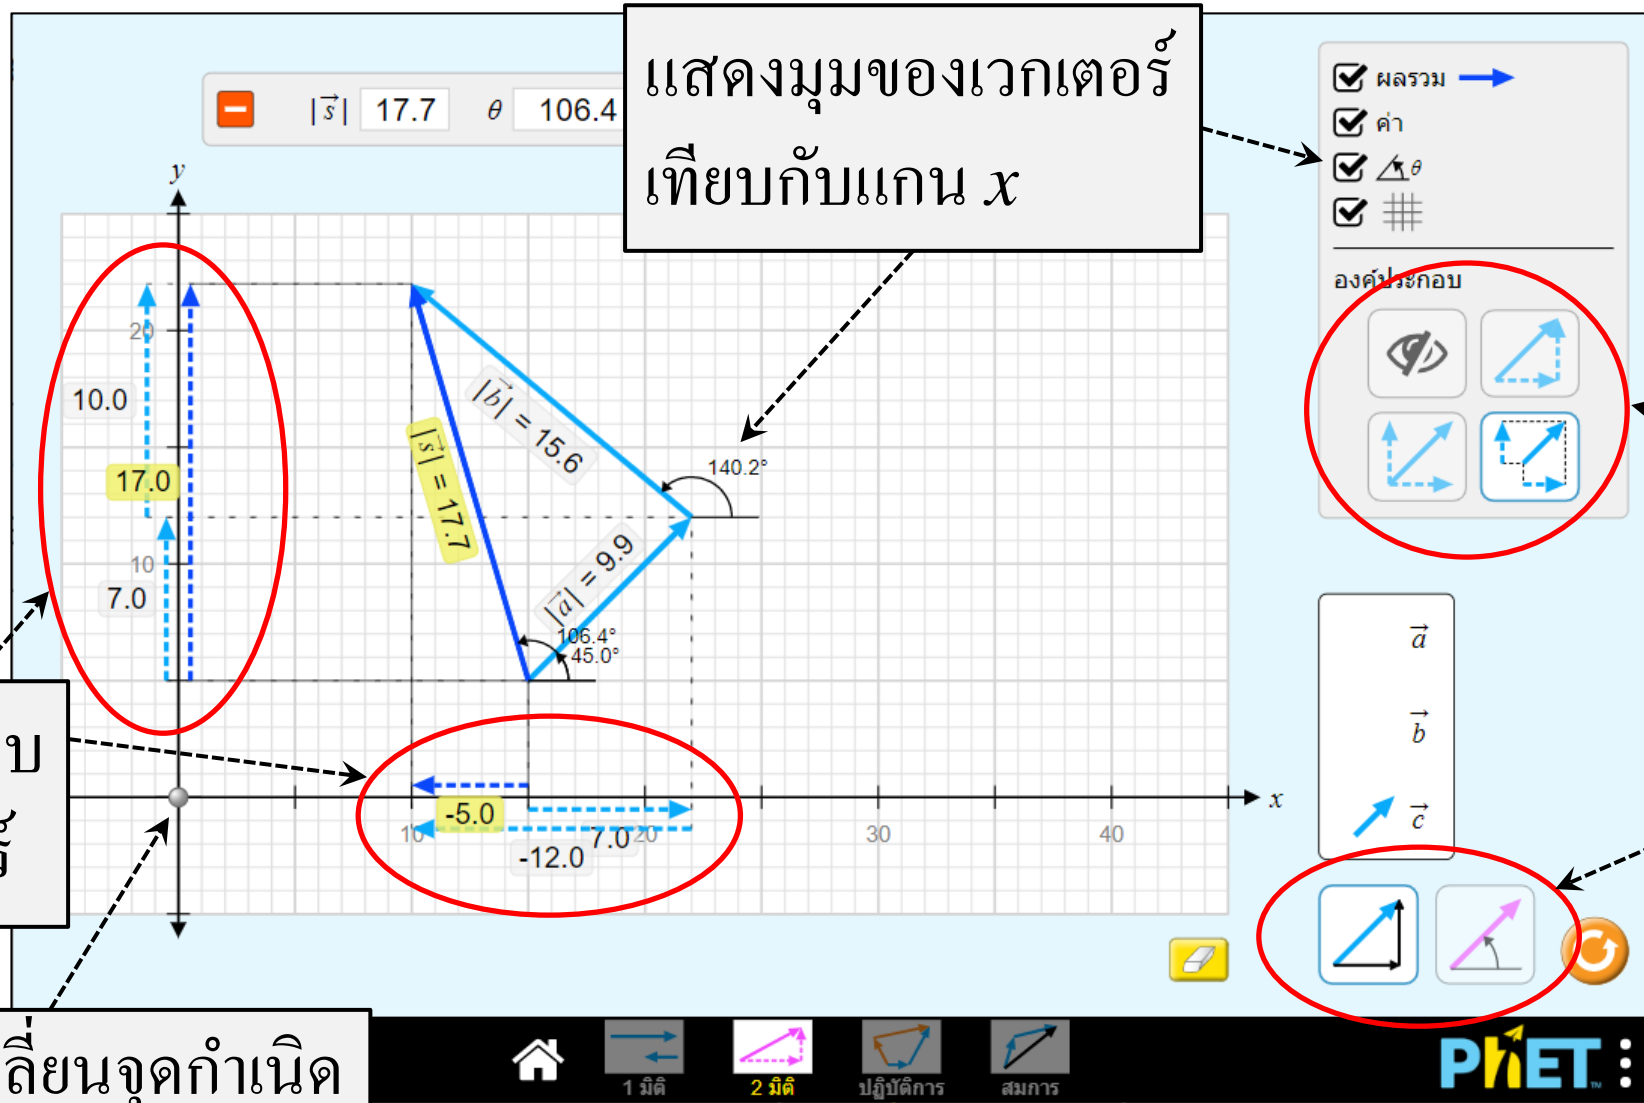 แสดงมุมของเวกเตอร์
เทียบกับแกน x
|s| 17.7 θ 106.4
ผลรวม
ค่า
θ
องค์ประกอบ
y
20
10.0
17.0
10
7.0
|b| = 15.6
|s| = 17.7
|a| = 9.9
140.2°
106.4°
45.0°
x
-5.0
10
7.0
20
-12.0
30
40
a
b
c
บ
ร์
ลี่ยนจุดกำเนิด
1 มิติ
2 มิติ
ปฏิบัติการ
สมการ
PhET